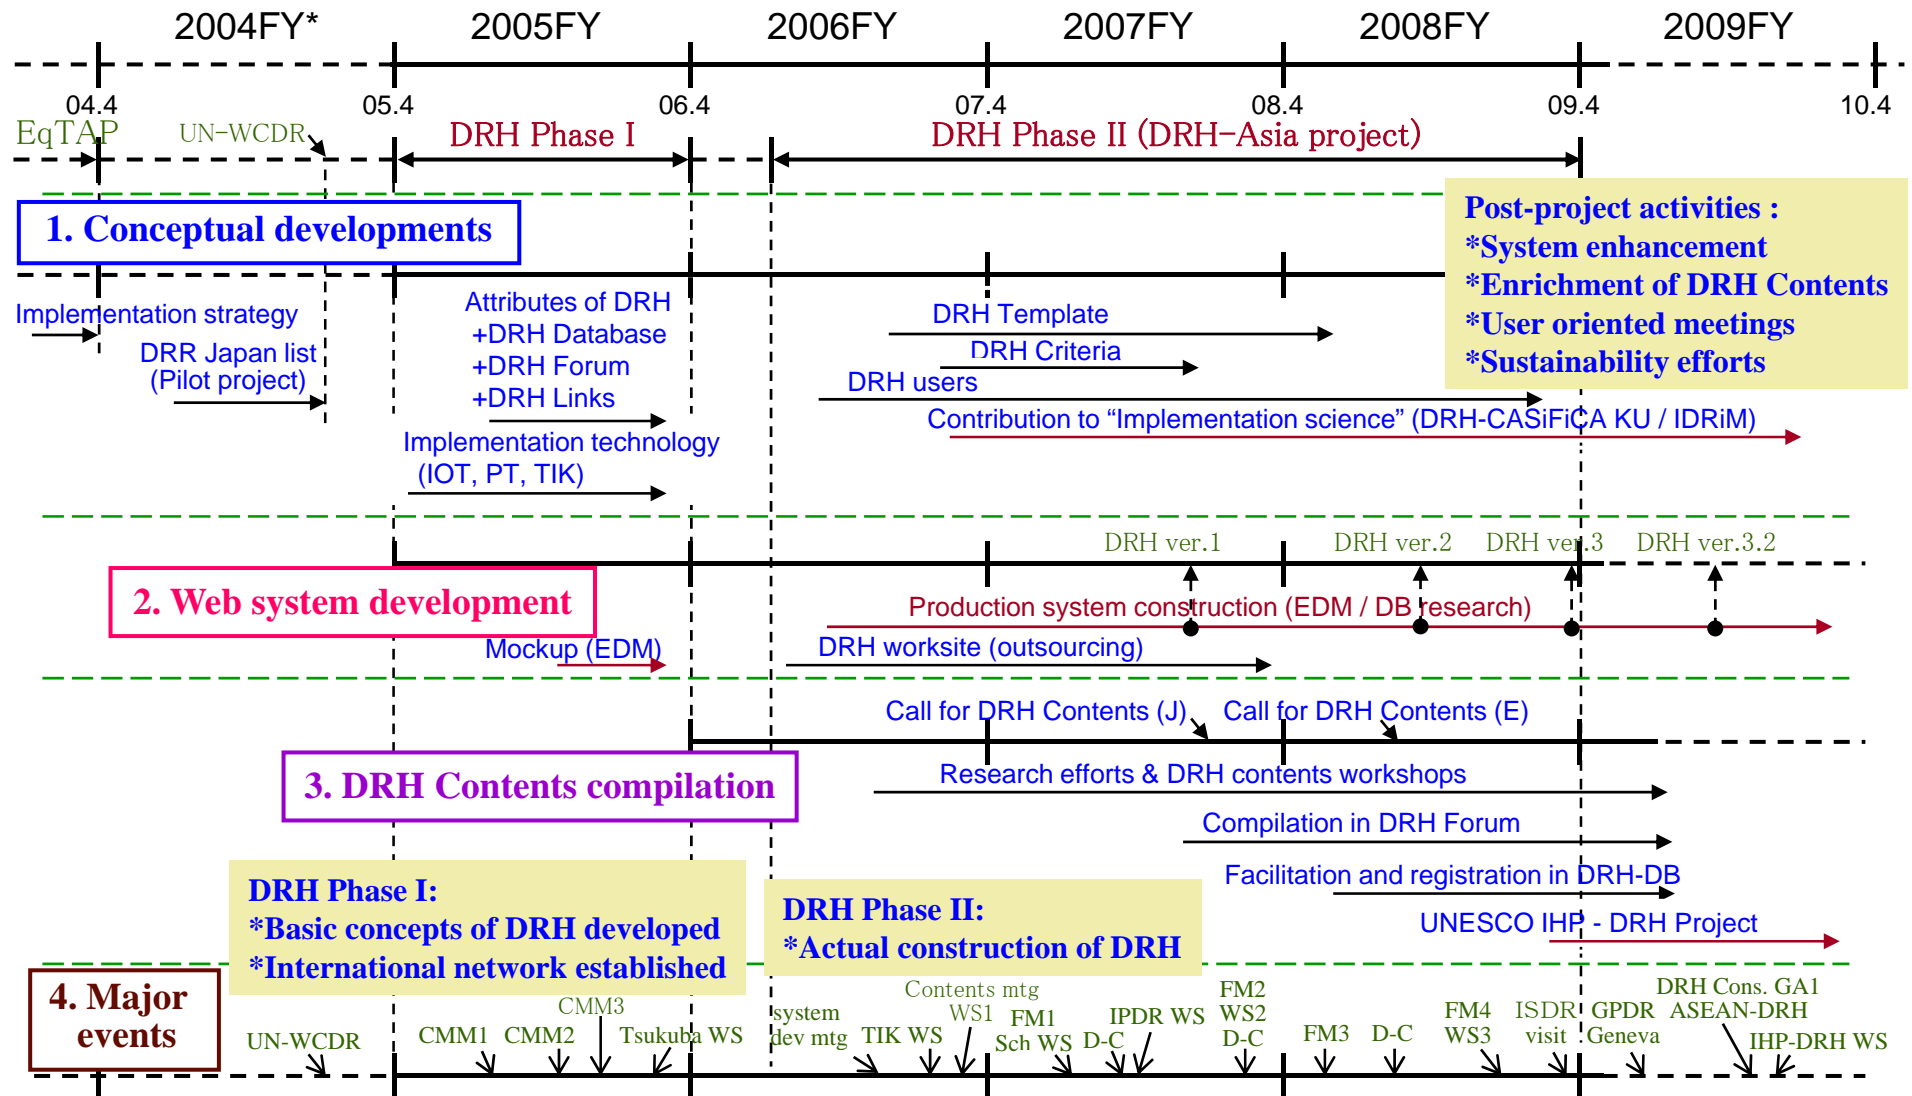 2004FY* 2005FY 2006FY 2007FY 2008FY 2009FY
04.4 05.4 06.4 07.4 08.4 09.4 10.4
EqTAP UN-WCDR DRH Phase I DRH Phase II (DRH-Asia project)
1. Conceptual developments
Post-project activities :
*System enhancement
*Enrichment of DRH Contents
*User oriented meetings
*Sustainability efforts
Implementation strategy
DRR Japan list
(Pilot project)
Attributes of DRH
+DRH Database
+DRH Forum
+DRH Links
Implementation technology
(IOT, PT, TIK)
DRH Template
DRH Criteria
DRH users
Contribution to “Implementation science” (DRH-CASiFiCA KU / IDRiM)
DRH ver.1 DRH ver.2 DRH ver.3 DRH ver.3.2
2. Web system development
Production system construction (EDM / DB research)
Mockup (EDM)
DRH worksite (outsourcing)
Call for DRH Contents (J) Call for DRH Contents (E)
3. DRH Contents compilation
Research efforts & DRH contents workshops
Compilation in DRH Forum
Facilitation and registration in DRH-DB
UNESCO IHP - DRH Project
DRH Phase I:
*Basic concepts of DRH developed
*International network established
DRH Phase II:
*Actual construction of DRH
4. Major
events
UN-WCDR
CMM1
CMM2
CMM3
Tsukuba WS
system
dev mtg
TIK WS
Contents mtg
WS1
FM1
Sch WS
D-C
IPDR WS
FM2
WS2
D-C
FM3
D-C
FM4
WS3
ISDR
visit
GPDR
Geneva
DRH Cons. GA1
ASEAN-DRH
IHP-DRH WS